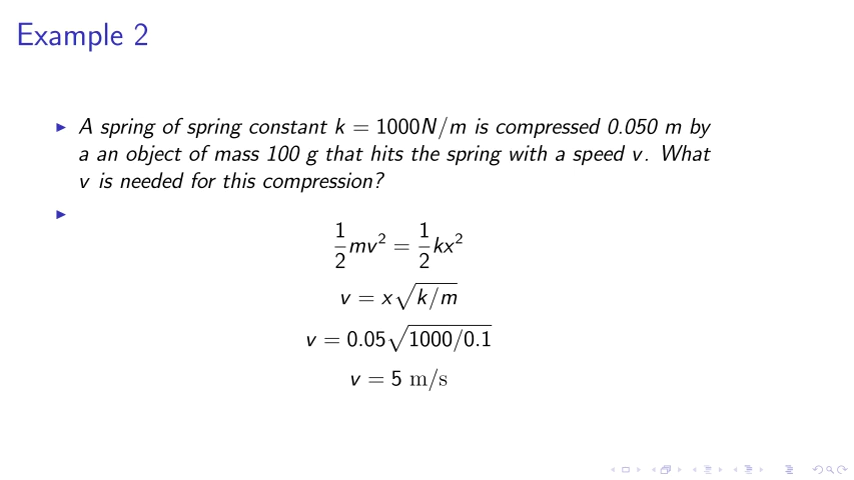 Example 2
▶ A spring of spring constant k = 1000N/m is compressed 0.050 m by
a an object of mass 100 g that hits the spring with a speed v. What
v is needed for this compression?
▶
1/2 mv² = 1/2 kx²
v = x√(k/m)
v = 0.05√(1000/0.1)
v = 5 m/s